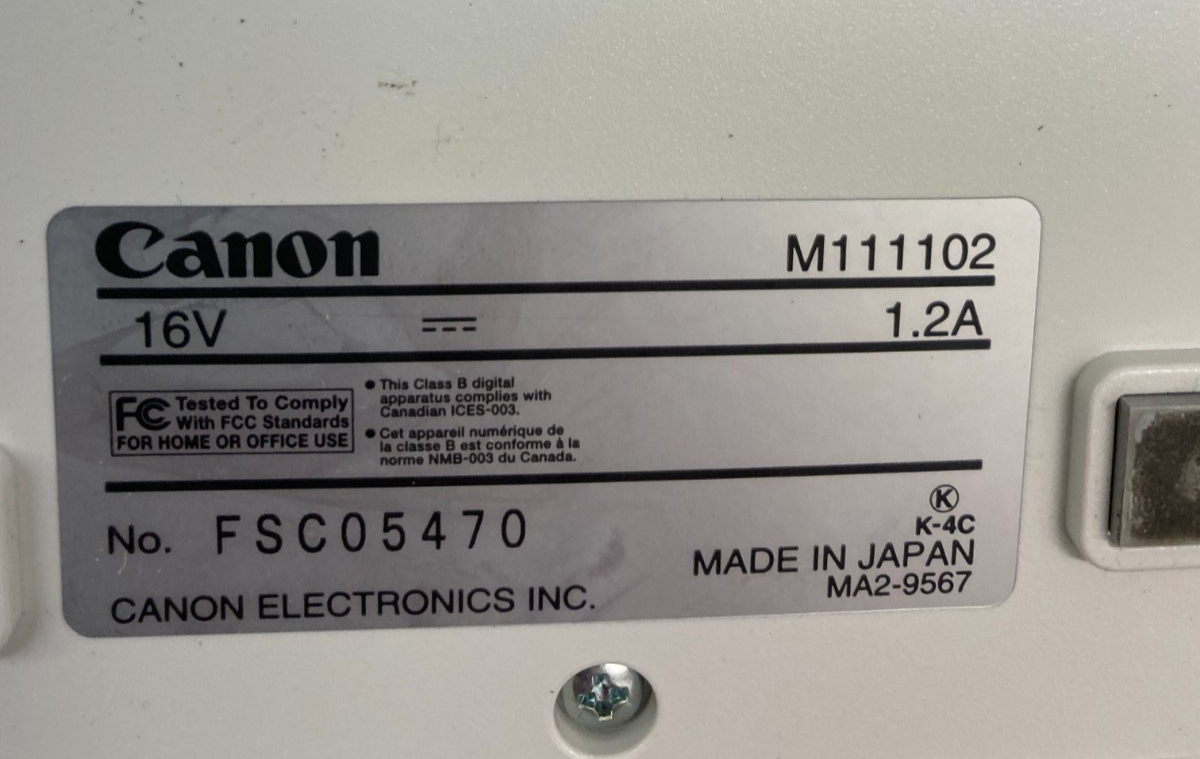 Canon M111102
16V 1.2A
FC Tested To Comply
With FCC Standards
FOR HOME OR OFFICE USE
● This Class B digital
apparatus complies with
Canadian ICES-003.
● Cet appareil numérique de
la classe B est conforme à la
norme NMB-003 du Canada.
K
K-4C
No. FSC05470
MADE IN JAPAN
MA2-9567
CANON ELECTRONICS INC.